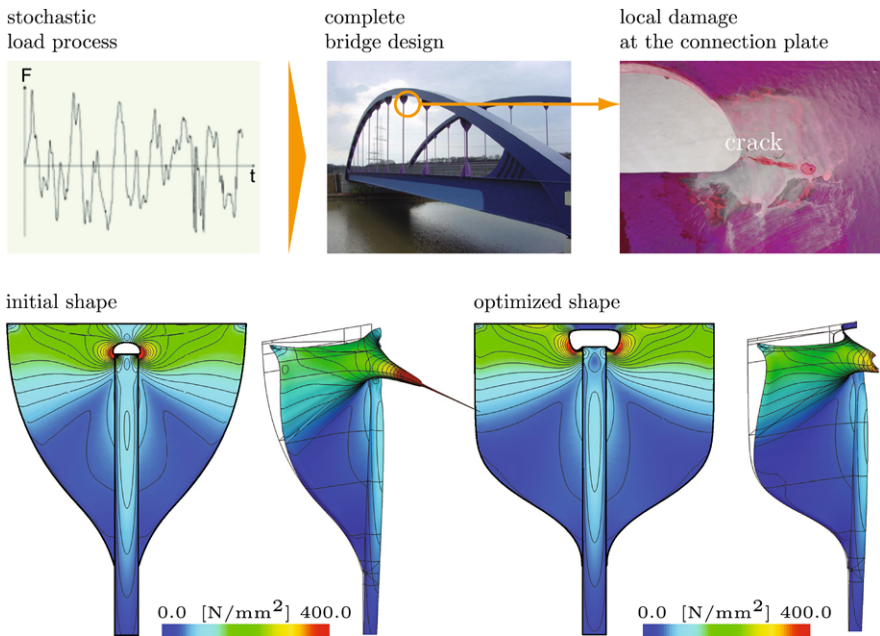 stochastic
load process
complete
bridge design
local damage
at the connection plate
F
t
crack
initial shape
optimized shape
0.0 [N/mm²] 400.0
0.0 [N/mm²] 400.0